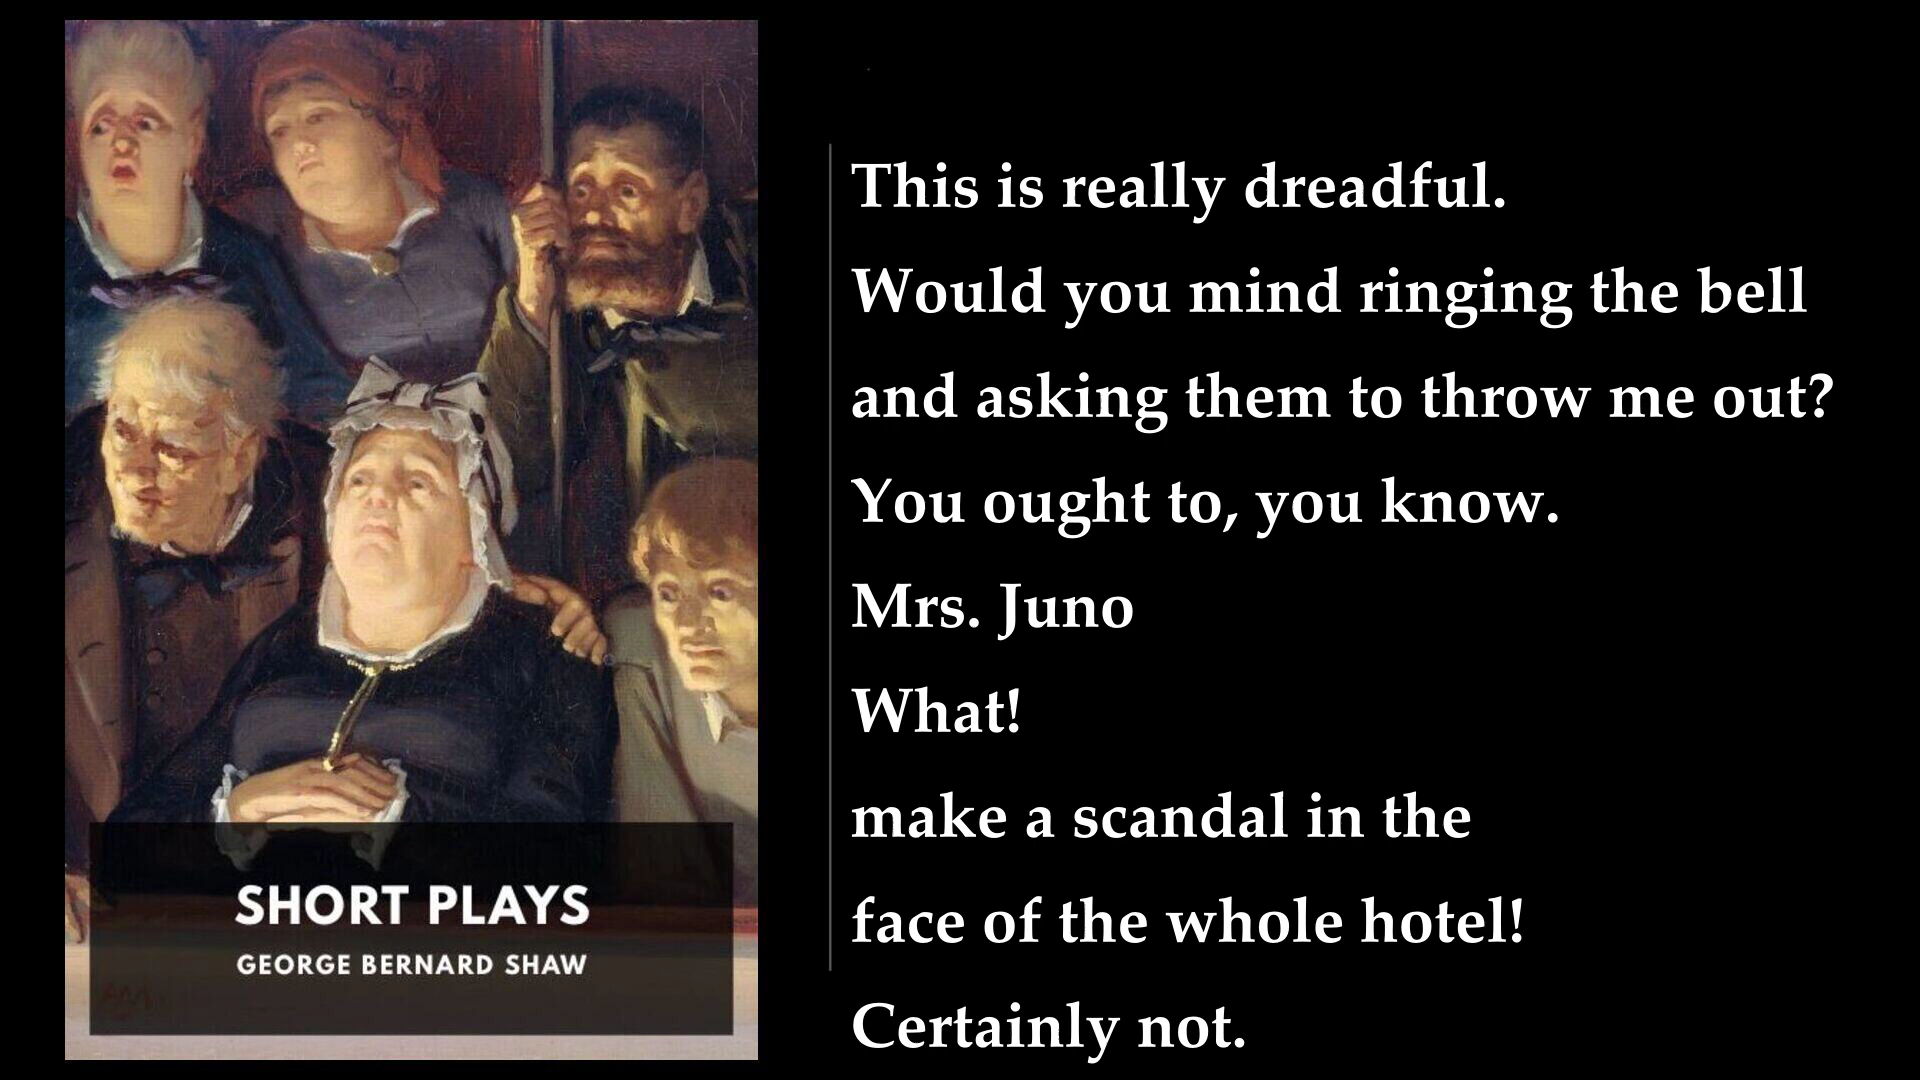 SHORT PLAYS
GEORGE BERNARD SHAW
This is really dreadful.
Would you mind ringing the bell
and asking them to throw me out?
You ought to, you know.
Mrs. Juno
What!
make a scandal in the
face of the whole hotel!
Certainly not.